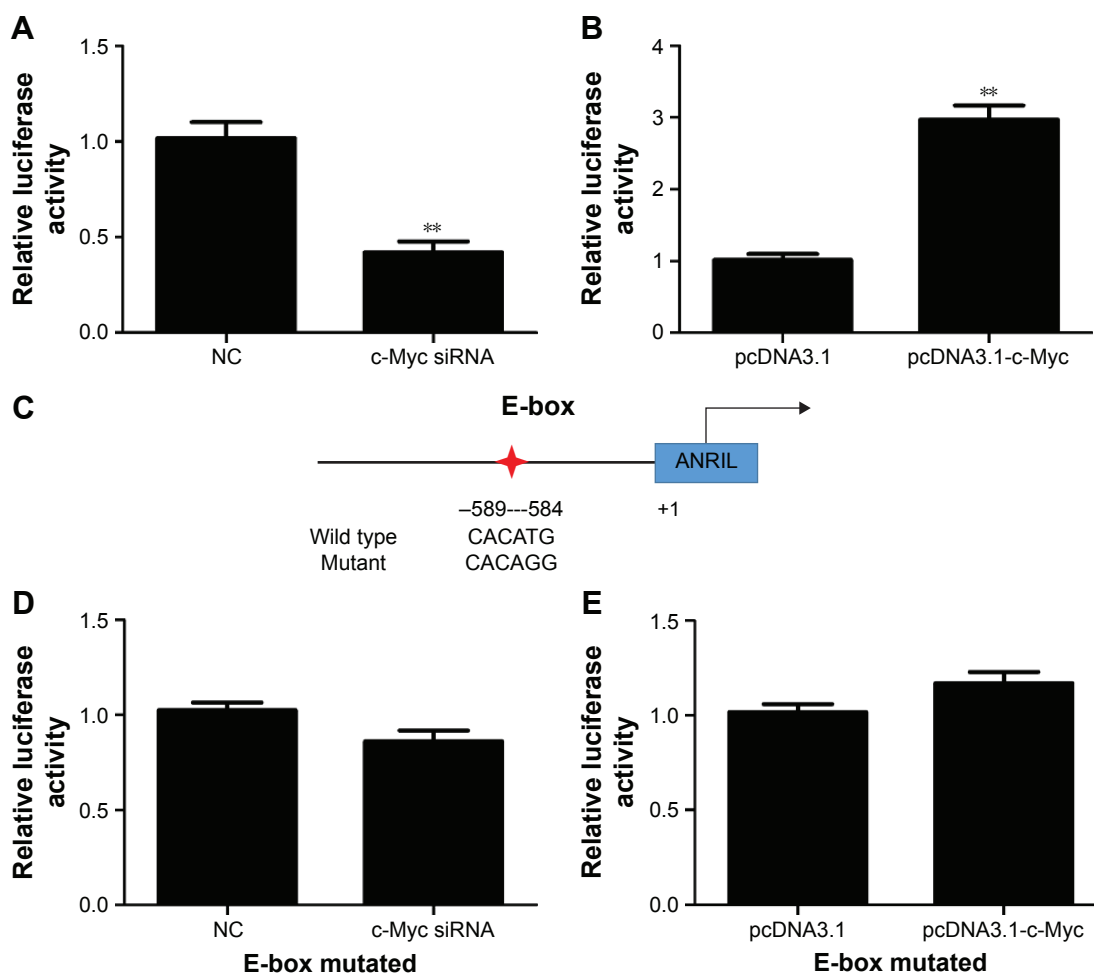 A
Relative luciferase
activity
1.5
1.0
0.5
0.0
**
NC
c-Myc siRNA
B
Relative luciferase
activity
4
3
2
1
0
**
pcDNA3.1
pcDNA3.1-c-Myc
C
E-box
ANRIL
–589---584
+1
Wild type CACATG
Mutant CACAGG
D
Relative luciferase
activity
1.5
1.0
0.5
0.0
NC
c-Myc siRNA
E-box mutated
E
Relative luciferase
activity
1.5
1.0
0.5
0.0
pcDNA3.1
pcDNA3.1-c-Myc
E-box mutated